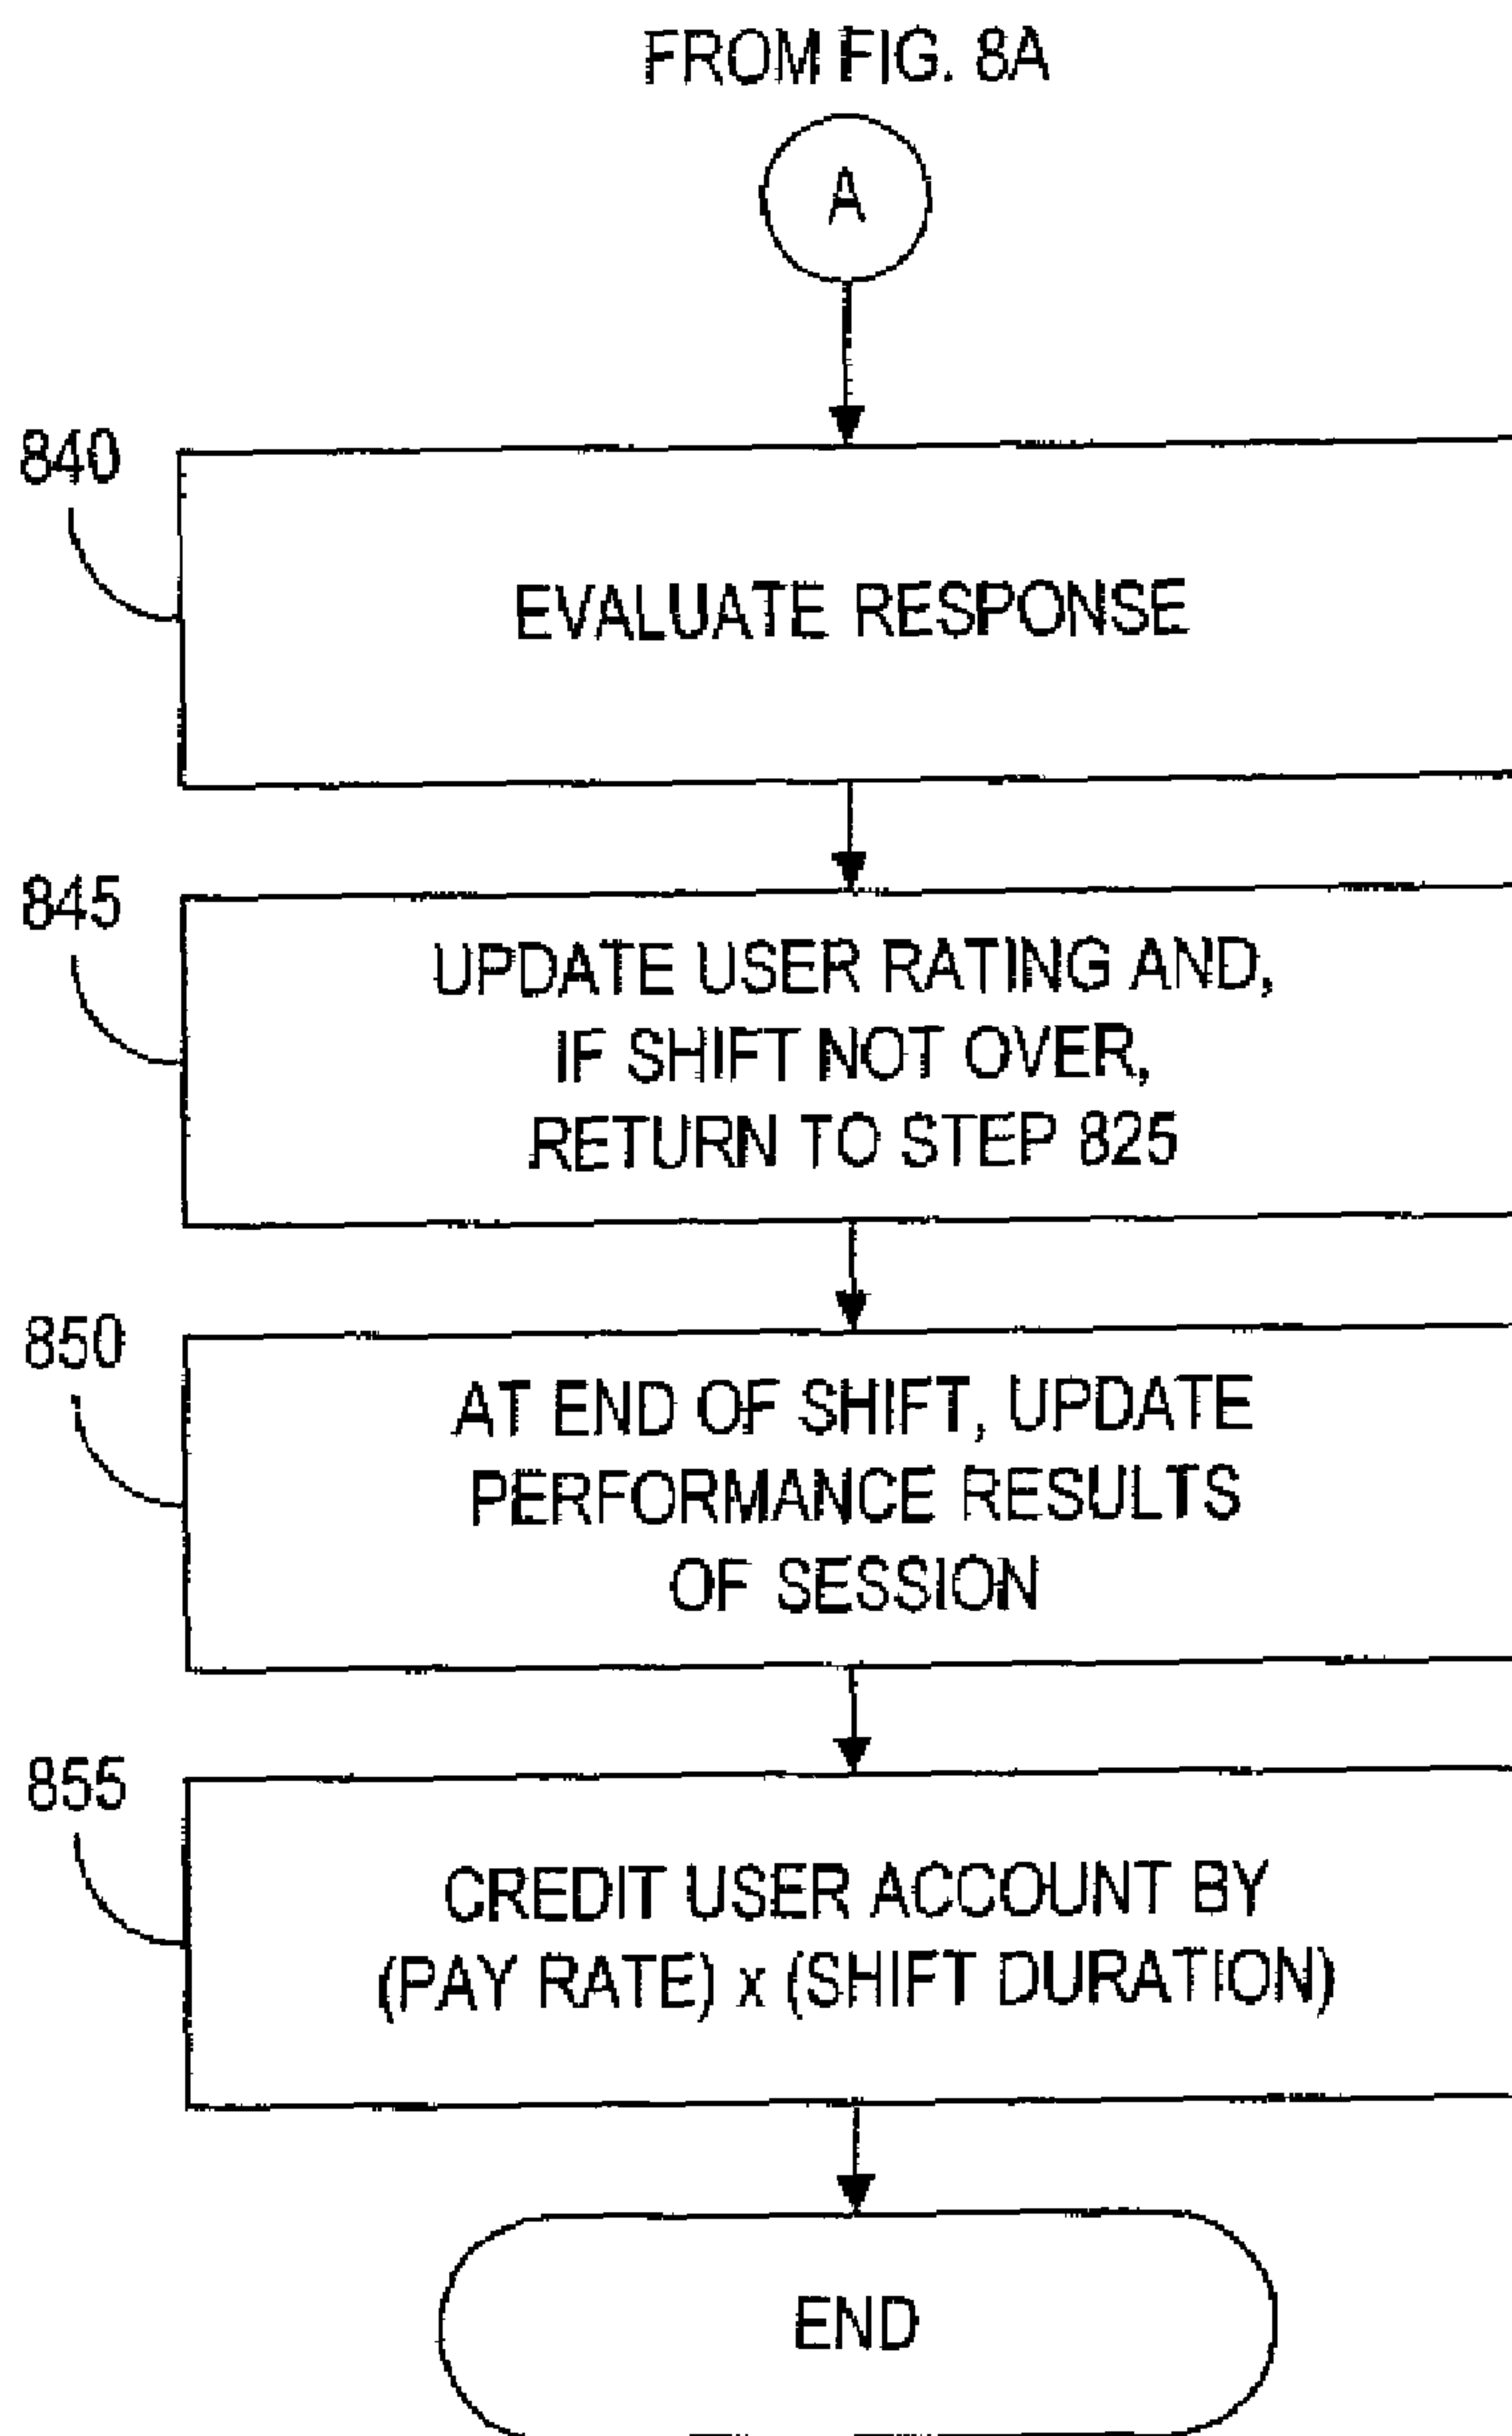 FROM FIG. 8A
A
840
EVALUATE RESPONSE
845
UPDATE USER RATING AND,
IF SHIFT NOT OVER,
RETURN TO STEP 825
850
AT END OF SHIFT, UPDATE
PERFORMANCE RESULTS
OF SESSION
855
CREDIT USER ACCOUNT BY
(PAY RATE) x (SHIFT DURATION)
END